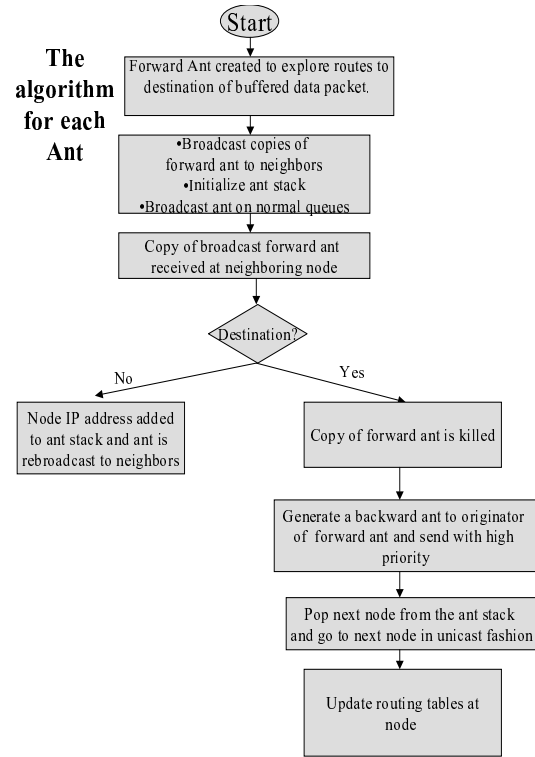 Start
The
algorithm
for each
Ant
Forward Ant created to explore routes to
destination of buffered data packet.
•Broadcast copies of
forward ant to neighbors
•Initialize ant stack
•Broadcast ant on normal queues
Copy of broadcast forward ant
received at neighboring node
Destination?
No
Yes
Node IP address added
to ant stack and ant is
rebroadcast to neighbors
Copy of forward ant is killed
Generate a backward ant to originator
of forward ant and send with high
priority
Pop next node from the ant stack
and go to next node in unicast fashion
Update routing tables at
node